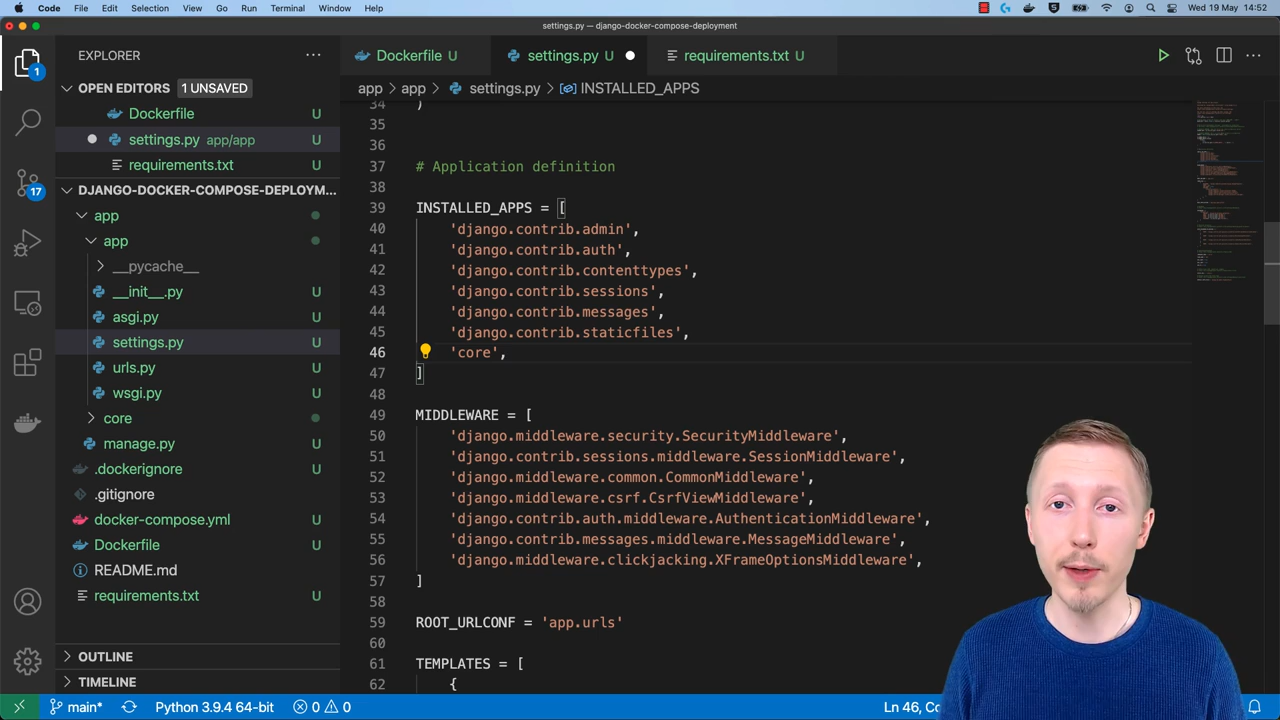 Code File Edit Selection View Go Run Terminal Window Help Wed 19 May 14:52
settings.py — django-docker-compose-deployment
EXPLORER
Dockerfile U settings.py U requirements.txt U
1
OPEN EDITORS 1 UNSAVED
Dockerfile U
settings.py app/app U
requirements.txt U
17
DJANGO-DOCKER-COMPOSE-DEPLOYM...
app
app
__pycache__
__init__.py U
asgi.py U
settings.py U
urls.py U
wsgi.py U
core
manage.py U
.dockerignore U
.gitignore U
docker-compose.yml U
Dockerfile U
README.md U
requirements.txt U
OUTLINE
TIMELINE
app > app > settings.py > INSTALLED_APPS
34 )
35
36
37 # Application definition
38
39 INSTALLED_APPS = [
40 'django.contrib.admin',
41 'django.contrib.auth',
42 'django.contrib.contenttypes',
43 'django.contrib.sessions',
44 'django.contrib.messages',
45 'django.contrib.staticfiles',
46 'core',
47 ]
48
49 MIDDLEWARE = [
50 'django.middleware.security.SecurityMiddleware',
51 'django.contrib.sessions.middleware.SessionMiddleware',
52 'django.middleware.common.CommonMiddleware',
53 'django.middleware.csrf.CsrfViewMiddleware',
54 'django.contrib.auth.middleware.AuthenticationMiddleware',
55 'django.contrib.messages.middleware.MessageMiddleware',
56 'django.middleware.clickjacking.XFrameOptionsMiddleware',
57 ]
58
59 ROOT_URLCONF = 'app.urls'
60
61 TEMPLATES = [
62 {
main* Python 3.9.4 64-bit 0 0 Ln 46, Co